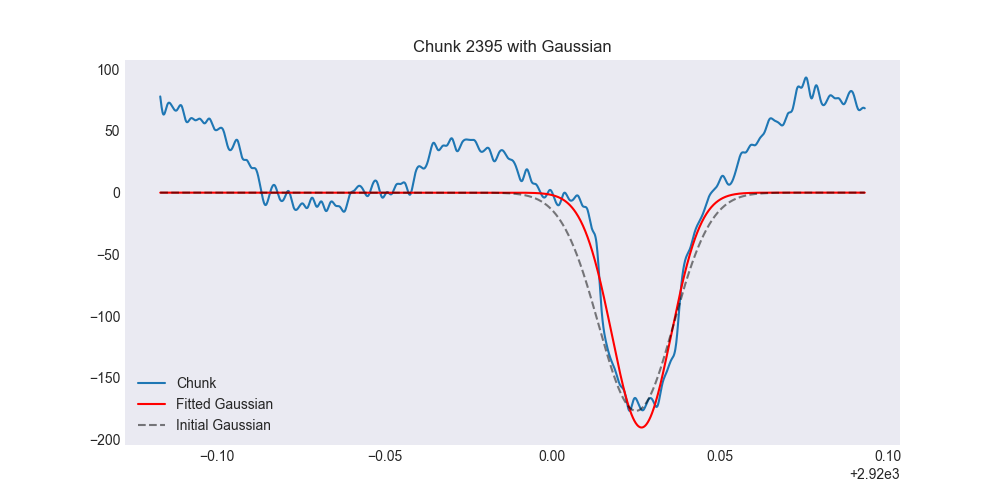 Chunk 2395 with Gaussian
100
50
0
−50
−100
−150
−200
Chunk
Fitted Gaussian
Initial Gaussian
−0.10 −0.05 0.00 0.05 0.10
+2.92e3